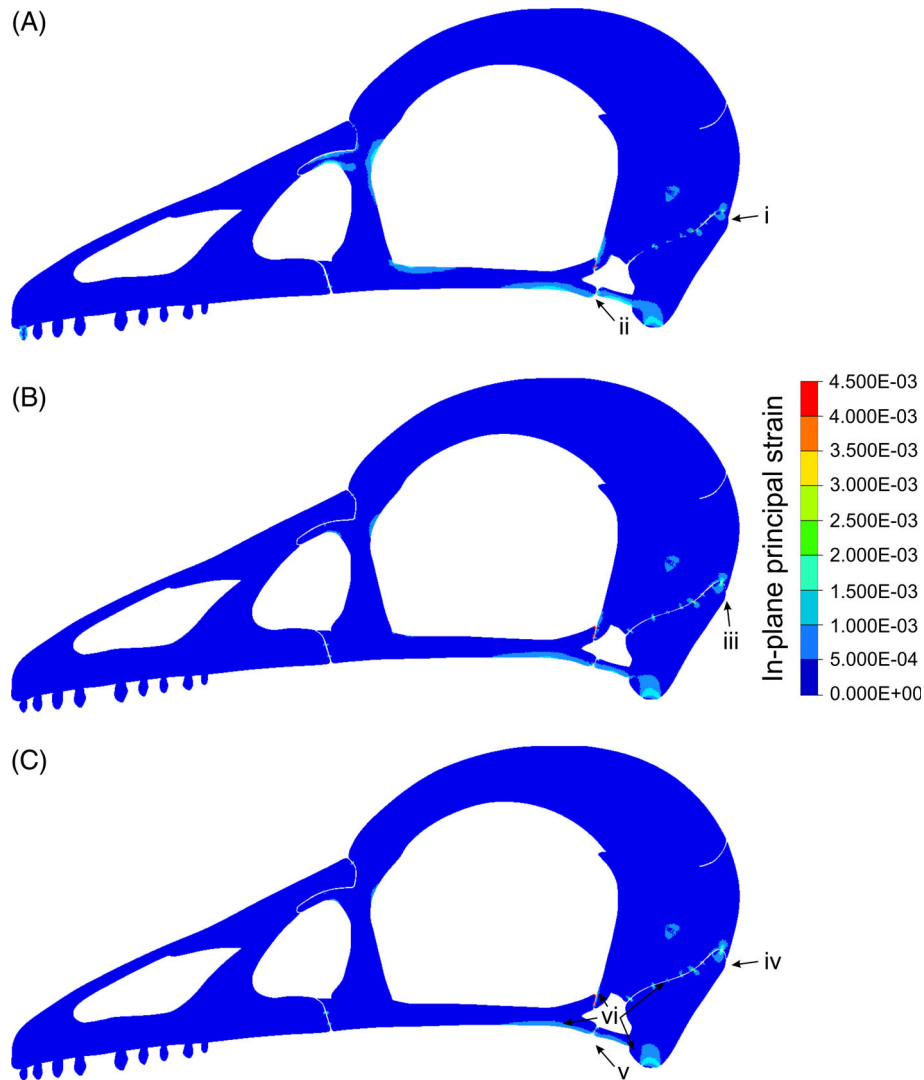 (A)
i
ii
(B)
In-plane principal strain
4.500E-03
4.000E-03
3.500E-03
3.000E-03
2.500E-03
2.000E-03
1.500E-03
1.000E-03
5.000E-04
0.000E+00
iii
(C)
iv
vi
v